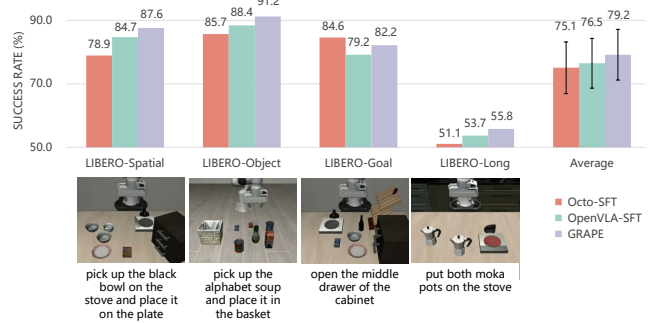 91.2
90.0
87.6
88.4
84.7
85.7
84.6
82.2
78.9
79.2
75.1 76.5
79.2
70.0
55.8
53.7
51.1
50.0
SUCCESS RATE (%)
LIBERO-Spatial
LIBERO-Object
LIBERO-Goal
LIBERO-Long
Average
Octo-SFT
OpenVLA-SFT
GRAPE
pick up the black
bowl on the
stove and place it
on the plate
pick up the
alphabet soup
and place it in
the basket
open the middle
drawer of the
cabinet
put both moka
pots on the stove